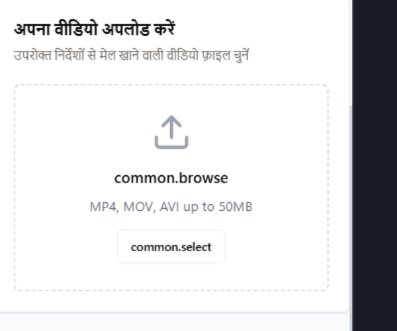 अपना वीडियो अपलोड करें
उपरोक्त निर्देशों से मेल खाने वाली वीडियो फ़ाइल चुनें
common.browse
MP4, MOV, AVI up to 50MB
common.select